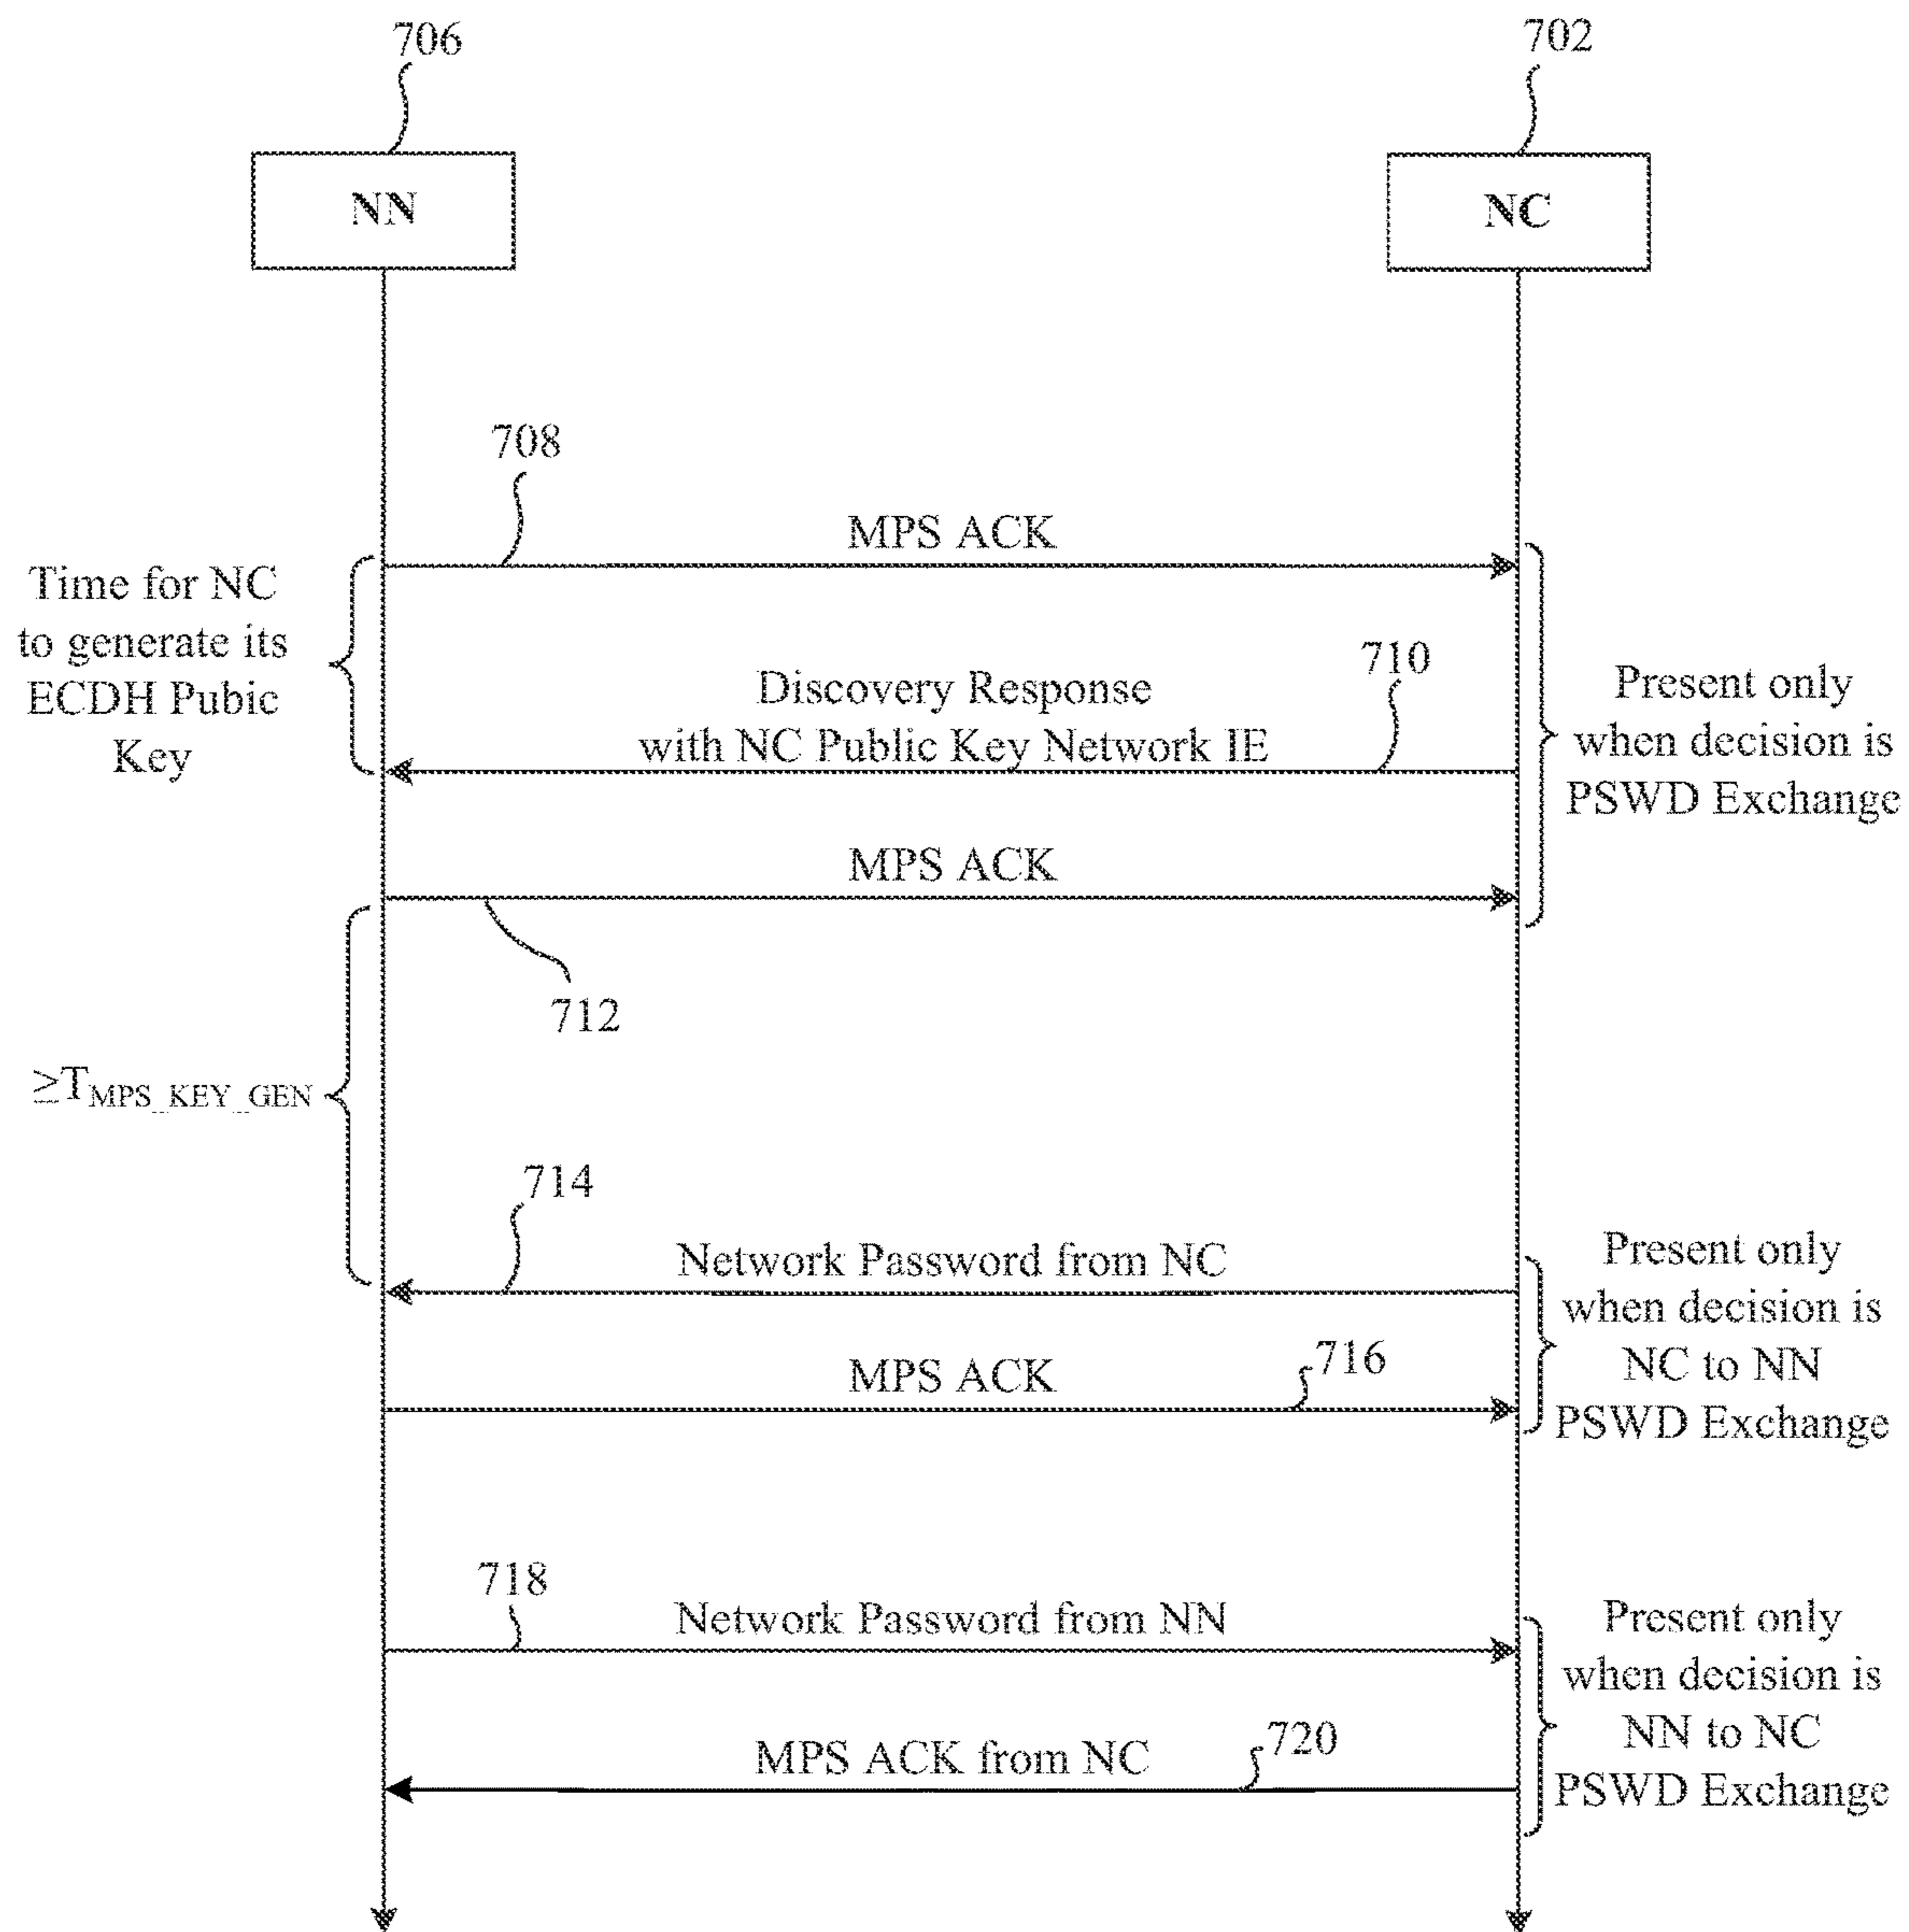 706
702
NN
NC
708
MPS ACK
Time for NC
to generate its
ECDH Pubic
Key
710
Discovery Response
with NC Public Key Network IE
Present only
when decision is
PSWD Exchange
MPS ACK
712
≥T_MPS_KEY_GEN
714
Network Password from NC
Present only
when decision is
NC to NN
PSWD Exchange
716
MPS ACK
718
Network Password from NN
Present only
when decision is
NN to NC
PSWD Exchange
720
MPS ACK from NC